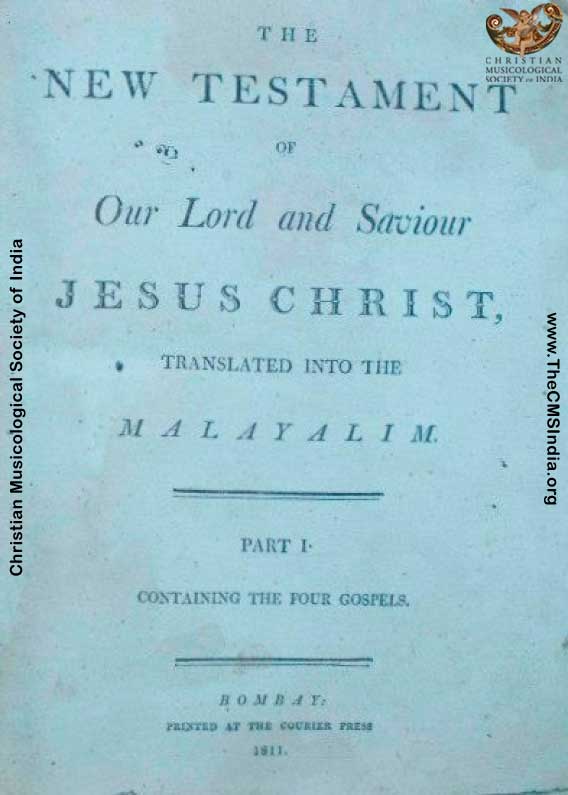 THE
NEW TESTAMENT
OF
Our Lord and Saviour
JESUS CHRIST,
TRANSLATED INTO THE
MALAYALIM.
PART I.
CONTAINING THE FOUR GOSPELS.
BOMBAY:
PRINTED AT THE COURIER PRESS
1811.
CHRISTIAN
MUSICOLOGICAL
SOCIETY OF INDIA
Christian Musicological Society of India
www.TheCMSIndia.org